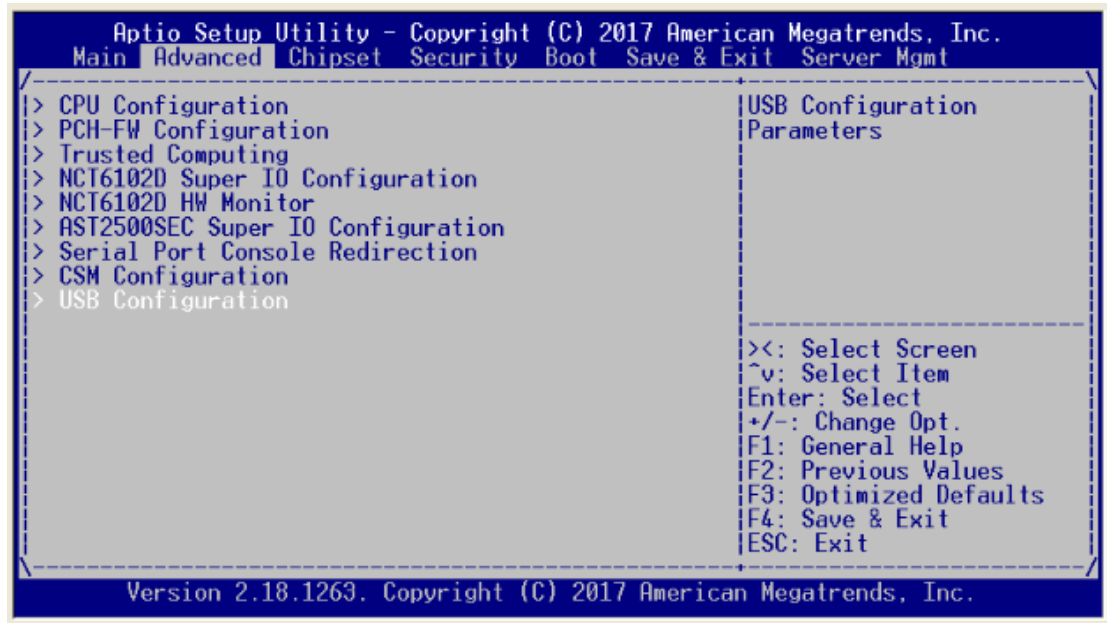 Aptio Setup Utility – Copyright (C) 2017 American Megatrends, Inc.
Main Advanced Chipset Security Boot Save & Exit Server Mgmt
> CPU Configuration
> PCH-FW Configuration
> Trusted Computing
> NCT6102D Super IO Configuration
> NCT6102D HW Monitor
> AST2500SEC Super IO Configuration
> Serial Port Console Redirection
> CSM Configuration
> USB Configuration
USB Configuration
Parameters
><: Select Screen
^v: Select Item
Enter: Select
+/-: Change Opt.
F1: General Help
F2: Previous Values
F3: Optimized Defaults
F4: Save & Exit
ESC: Exit
Version 2.18.1263. Copyright (C) 2017 American Megatrends, Inc.